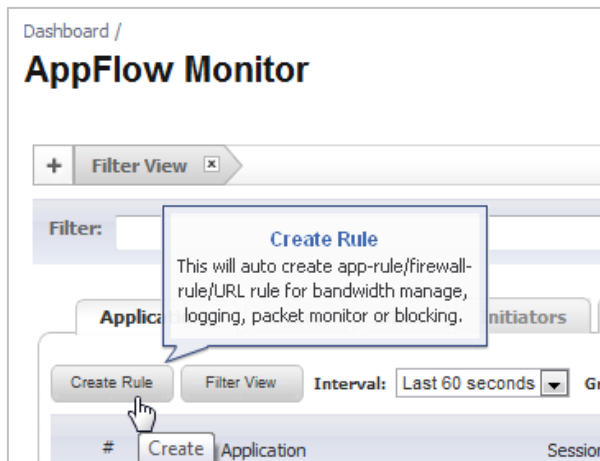 Dashboard /
AppFlow Monitor
+ Filter View x
Filter:
Create Rule
This will auto create app-rule/firewall-
rule/URL rule for bandwidth manage,
logging, packet monitor or blocking.
Applica nitiators
Create Rule Filter View Interval: Last 60 seconds Gr
# Create Application Session